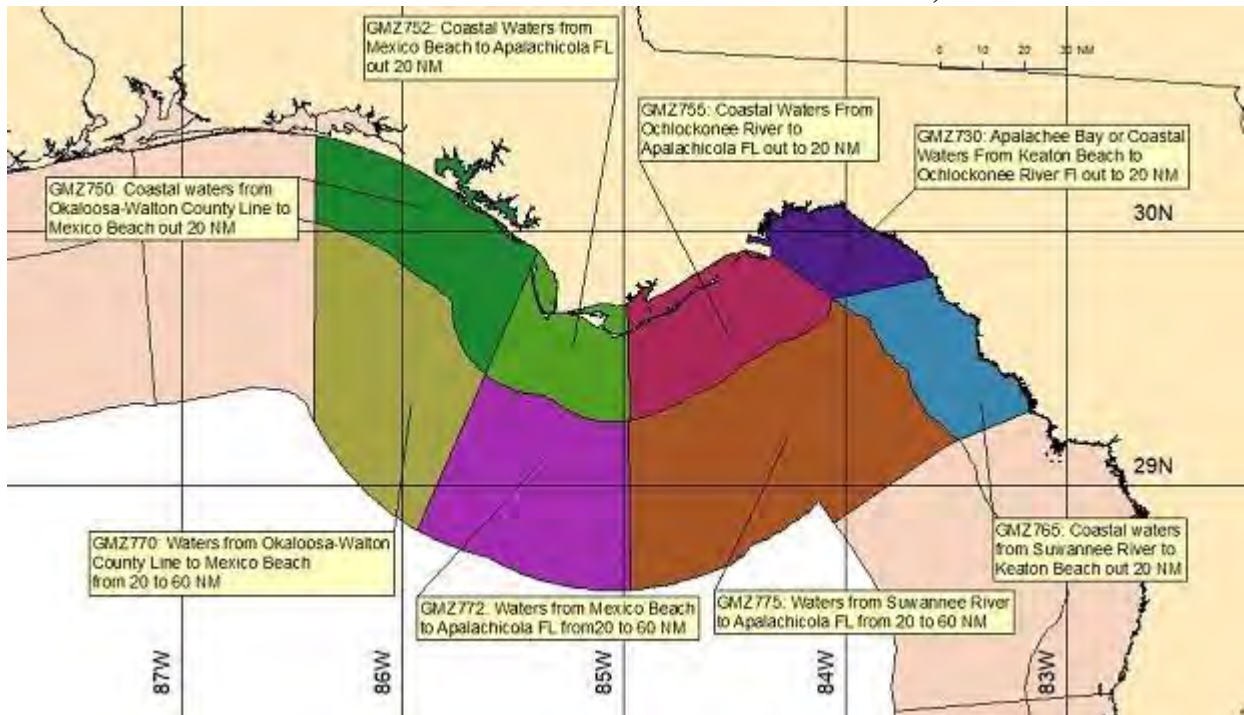 GMZ752: Coastal Waters from
Mexico Beach to Apalachicola FL
out 20 NM
0 10 20 30 NM
GMZ755: Coastal Waters From
Ochlockonee River to
Apalachicola FL out to 20 NM
GMZ730: Apalachee Bay or Coastal
Waters From Keaton Beach to
Ochlockonee River Fl out to 20 NM
GMZ750: Coastal waters from
Okaloosa-Walton County Line to
Mexico Beach out 20 NM
30N
29N
GMZ770: Waters from Okaloosa-Walton
County Line to Mexico Beach
from 20 to 60 NM
GMZ765: Coastal waters
from Suwannee River to
Keaton Beach out 20 NM
GMZ772: Waters from Mexico Beach
to Apalachicola FL from20 to 60 NM
GMZ775: Waters from Suwannee River
to Apalachicola FL from 20 to 60 NM
87W
86W
85W
84W
83W